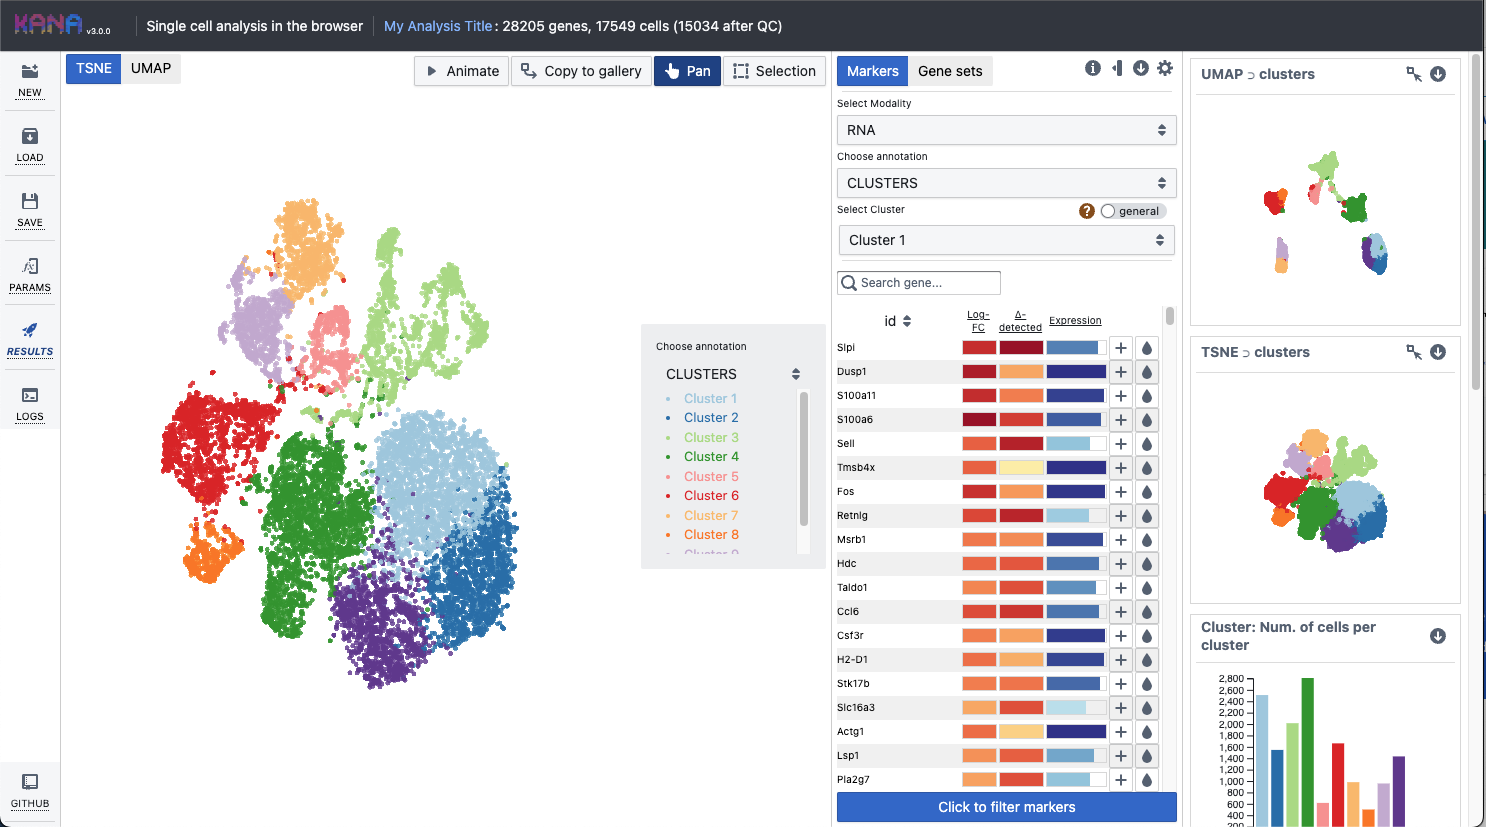 KANA v3.0.0
Single cell analysis in the browser
My Analysis Title : 28205 genes, 17549 cells (15034 after QC)
NEW
LOAD
SAVE
PARAMS
RESULTS
LOGS
GITHUB
TSNE
UMAP
Animate
Copy to gallery
Pan
Selection
Choose annotation
CLUSTERS
Cluster 1
Cluster 2
Cluster 3
Cluster 4
Cluster 5
Cluster 6
Cluster 7
Cluster 8
Cluster 9
Markers
Gene sets
Select Modality
RNA
Choose annotation
CLUSTERS
Select Cluster
? general
Cluster 1
Search gene...
id
Log-FC
Δ-detected
Expression
Slpi
Dusp1
S100a11
S100a6
Sell
Tmsb4x
Fos
Retnlg
Msrb1
Hdc
Taldo1
Ccl6
Csf3r
H2-D1
Stk17b
Slc16a3
Actg1
Lsp1
Pla2g7
Click to filter markers
UMAP ⊃ clusters
TSNE ⊃ clusters
Cluster: Num. of cells per
cluster
2,800
2,600
2,400
2,200
2,000
1,800
1,600
1,400
1,200
1,000
800
600
400
200